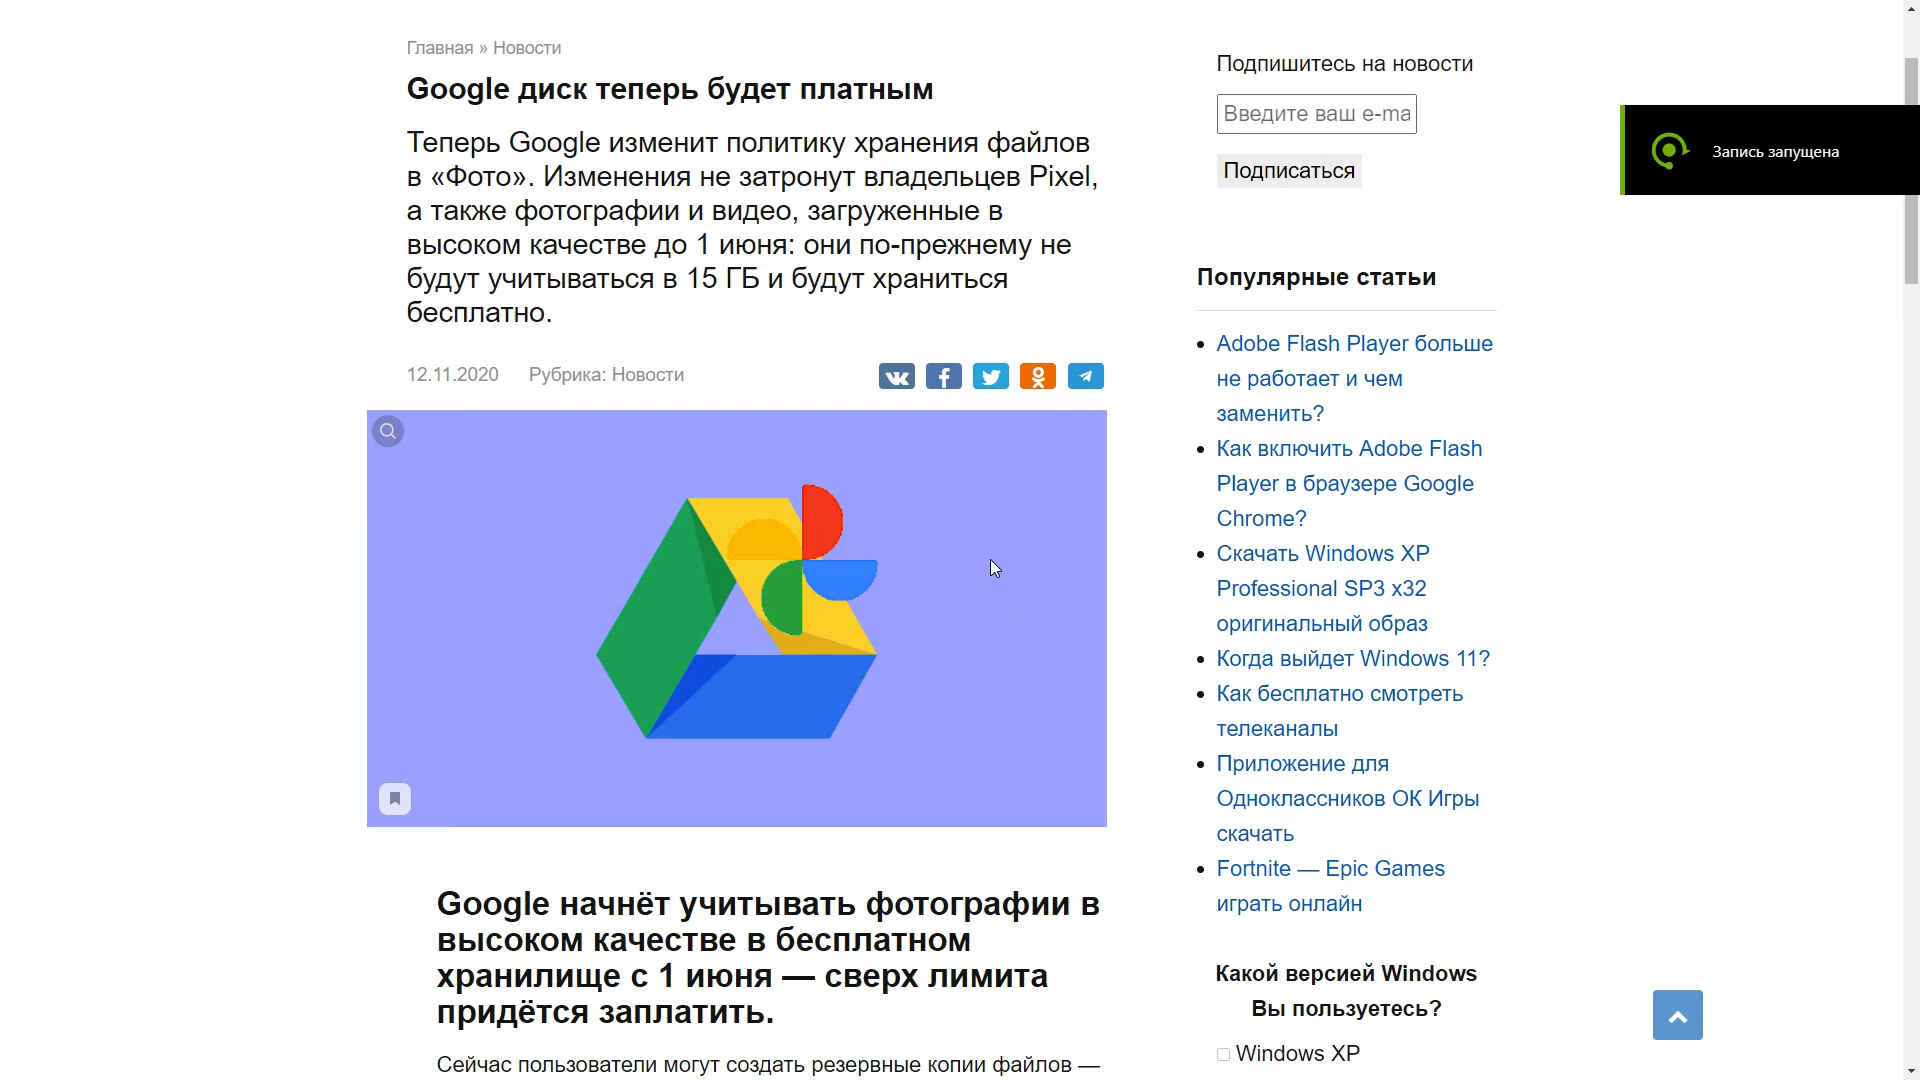 Главная » Новости
Google диск теперь будет платным
Теперь Google изменит политику хранения файлов
в «Фото». Изменения не затронут владельцев Pixel,
а также фотографии и видео, загруженные в
высоком качестве до 1 июня: они по-прежнему не
будут учитываться в 15 ГБ и будут храниться
бесплатно.
12.11.2020 Рубрика: Новости
Google начнёт учитывать фотографии в
высоком качестве в бесплатном
хранилище с 1 июня — сверх лимита
придётся заплатить.
Сейчас пользователи могут создать резервные копии файлов —
Подпишитесь на новости
Введите ваш e-ma
Подписаться
Популярные статьи
Adobe Flash Player больше
не работает и чем
заменить?
Как включить Adobe Flash
Player в браузере Google
Chrome?
Скачать Windows XP
Professional SP3 x32
оригинальный образ
Когда выйдет Windows 11?
Как бесплатно смотреть
телеканалы
Приложение для
Одноклассников ОК Игры
скачать
Fortnite — Epic Games
играть онлайн
Какой версией Windows
Вы пользуетесь?
Windows XP
Запись запущена